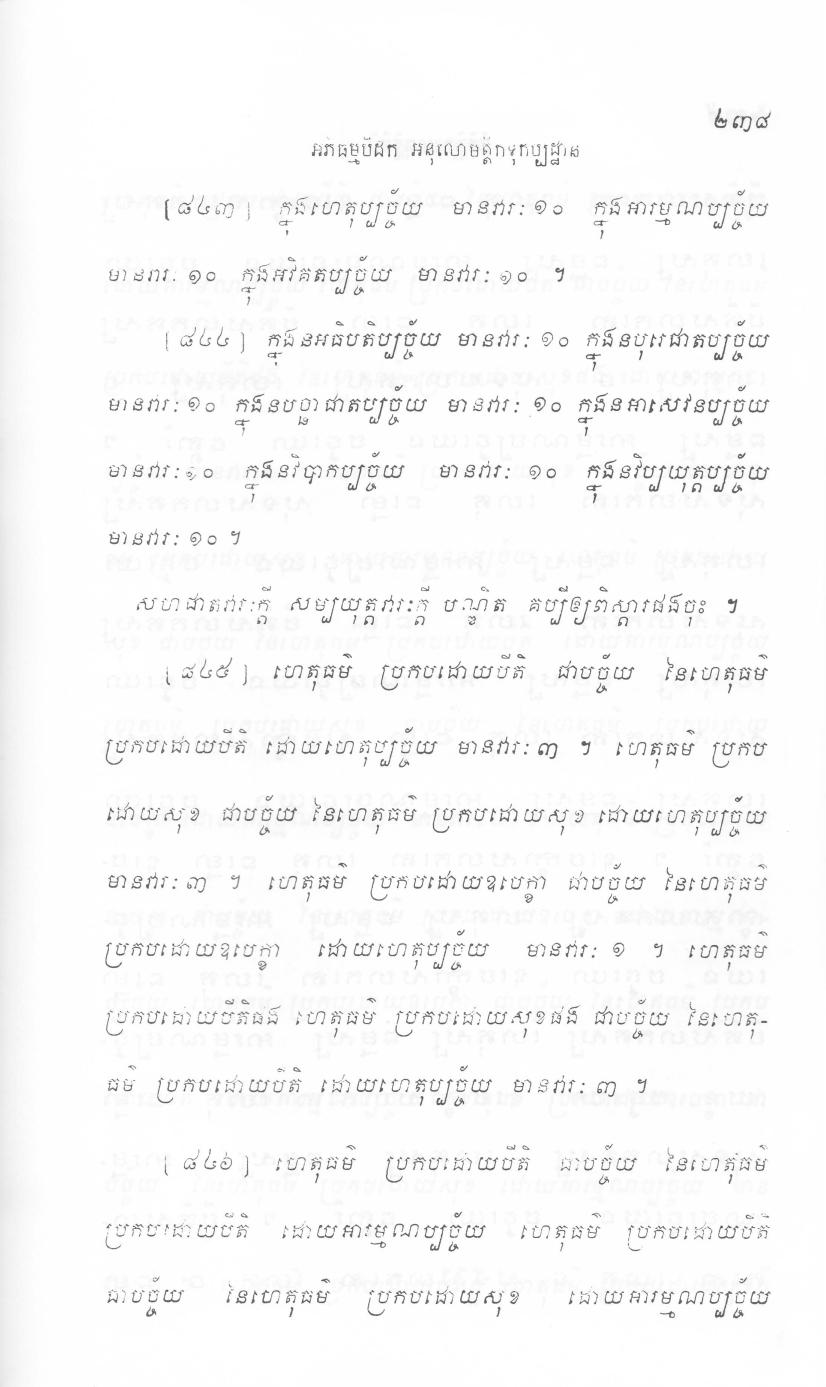 ២៣៨
អភិធម្មបិដក អនុលោមត្តិកទុកប្បដ្ឋាន
[៨៤៣] ក្នុងហេតុប្បច្ច័យ មានវារៈ ១០ ក្នុងអារម្មណប្បច្ច័យ
មានវារៈ ១០ ក្នុងអវិគតប្បច្ច័យ មានវារៈ ១០ ។
[៨៤៤] ក្នុងនអធិបតិប្បច្ច័យ មានវារៈ ១០ ក្នុងនបុរេជាតប្បច្ច័យ
មានវារៈ ១០ ក្នុងនបច្ឆាជាតប្បច្ច័យ មានវារៈ ១០ ក្នុងនអាសេវនប្បច្ច័យ
មានវារៈ ១០ ក្នុងនវិបាកប្បច្ច័យ មានវារៈ ១០ ក្នុងនវិប្បយុត្តប្បច្ច័យ
មានវារៈ ១០ ។
សហជាតវារៈក្តី សម្បយុត្តវារៈក្តី បណ្ឌិត គប្បីឲ្យពិស្តារផងចុះ ។
[៨៤៥] ហេតុធម៌ ប្រកបដោយបីតិ ជាបច្ច័យ នៃហេតុធម៌
ប្រកបដោយបីតិ ដោយហេតុប្បច្ច័យ មានវារៈ ៣ ។ ហេតុធម៌ ប្រកប
ដោយសុខ ជាបច្ច័យ នៃហេតុធម៌ ប្រកបដោយសុខ ដោយហេតុប្បច្ច័យ
មានវារៈ ៣ ។ ហេតុធម៌ ប្រកបដោយឧបេក្ខា ជាបច្ច័យ នៃហេតុធម៌
ប្រកបដោយឧបេក្ខា ដោយហេតុប្បច្ច័យ មានវារៈ ១ ។ ហេតុធម៌
ប្រកបដោយបីតិផង ហេតុធម៌ ប្រកបដោយសុខផង ជាបច្ច័យ នៃហេតុ-
ធម៌ ប្រកបដោយបីតិ ដោយហេតុប្បច្ច័យ មានវារៈ ៣ ។
[៨៤៦] ហេតុធម៌ ប្រកបដោយបីតិ ជាបច្ច័យ នៃហេតុធម៌
ប្រកបដោយបីតិ ដោយអារម្មណប្បច្ច័យ ហេតុធម៌ ប្រកបដោយបីតិ
ជាបច្ច័យ នៃហេតុធម៌ ប្រកបដោយសុខ ដោយអារម្មណប្បច្ច័យ